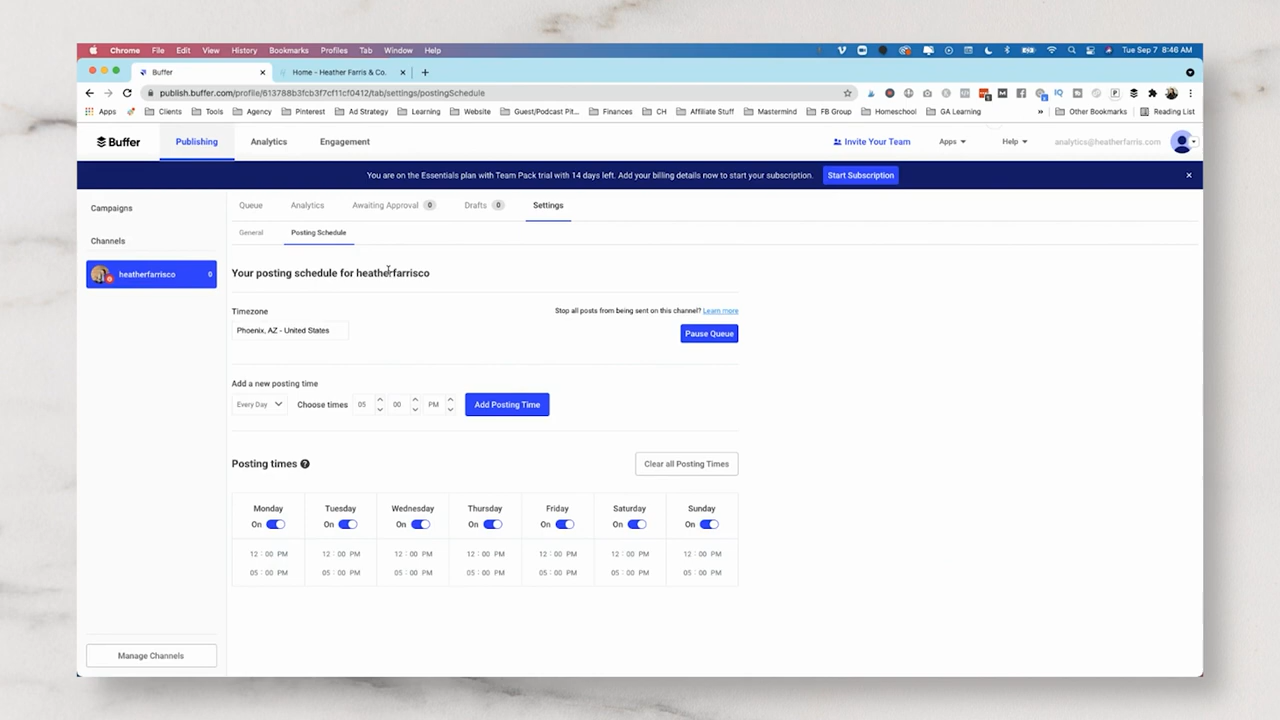 Chrome File Edit View History Bookmarks Profiles Tab Window Help Tue Sep 7 8:46 AM
Buffer Home - Heather Farris & Co.
publish.buffer.com/profile/613788b3fcb3f7cf11cf0412/tab/settings/postingSchedule
Apps Clients Tools Agency Pinterest Ad Strategy Learning Website Guest/Podcast Pit... Finances CH Affiliate Stuff Mastermind FB Group Homeschool GA Learning » Other Bookmarks Reading List
Buffer Publishing Analytics Engagement Invite Your Team Apps Help analytics@heatherfarris.com
You are on the Essentials plan with Team Pack trial with 14 days left. Add your billing details now to start your subscription. Start Subscription
Campaigns
Channels
heatherfarrisco 0
Manage Channels
Queue Analytics Awaiting Approval 0 Drafts 0 Settings
General Posting Schedule
Your posting schedule for heatherfarrisco
Timezone
Stop all posts from being sent on this channel? Learn more
Phoenix, AZ - United States
Pause Queue
Add a new posting time
Every Day Choose times 05 00 PM Add Posting Time
Posting times ? Clear all Posting Times
Monday Tuesday Wednesday Thursday Friday Saturday Sunday
On On On On On On On
12 : 00 PM 12 : 00 PM 12 : 00 PM 12 : 00 PM 12 : 00 PM 12 : 00 PM 12 : 00 PM
05 : 00 PM 05 : 00 PM 05 : 00 PM 05 : 00 PM 05 : 00 PM 05 : 00 PM 05 : 00 PM